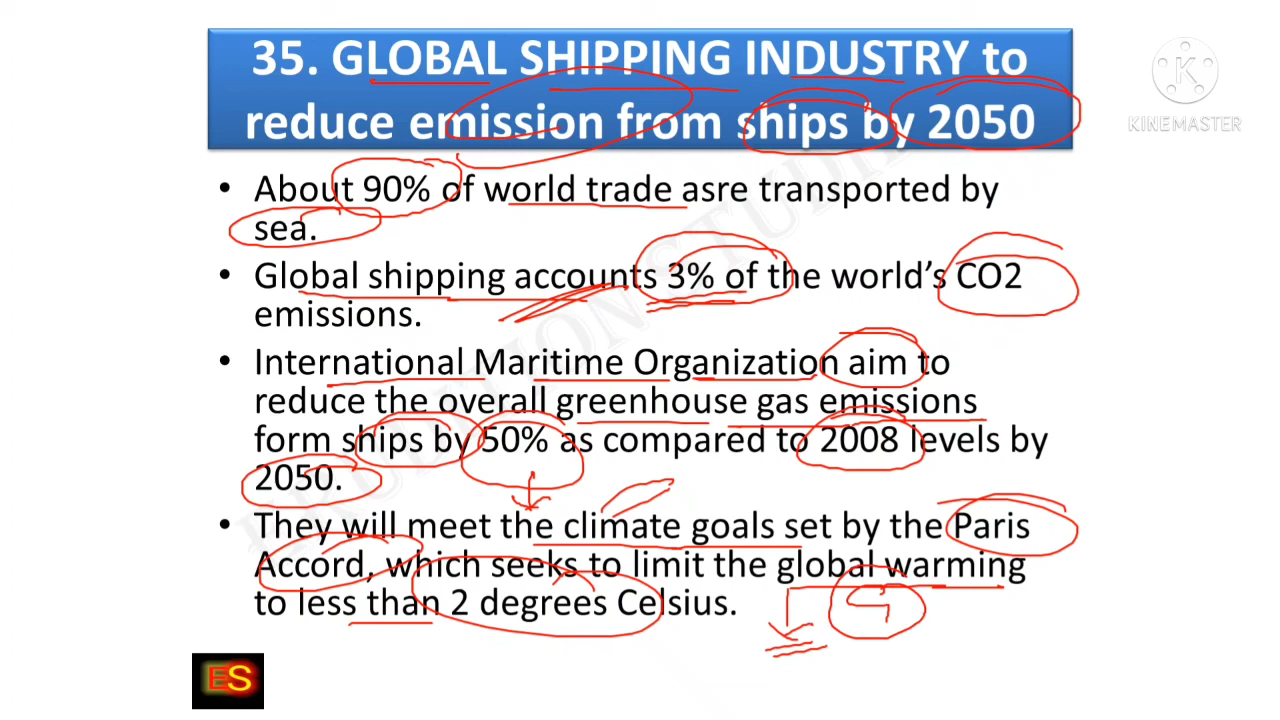 35. GLOBAL SHIPPING INDUSTRY to
reduce emission from ships by 2050
K
KINEMASTER
• About 90% of world trade asre transported by
sea.
• Global shipping accounts 3% of the world's CO2
emissions.
• International Maritime Organization aim to
reduce the overall greenhouse gas emissions
form ships by 50% as compared to 2008 levels by
2050.
• They will meet the climate goals set by the Paris
Accord, which seeks to limit the global warming
to less than 2 degrees Celsius.
ES